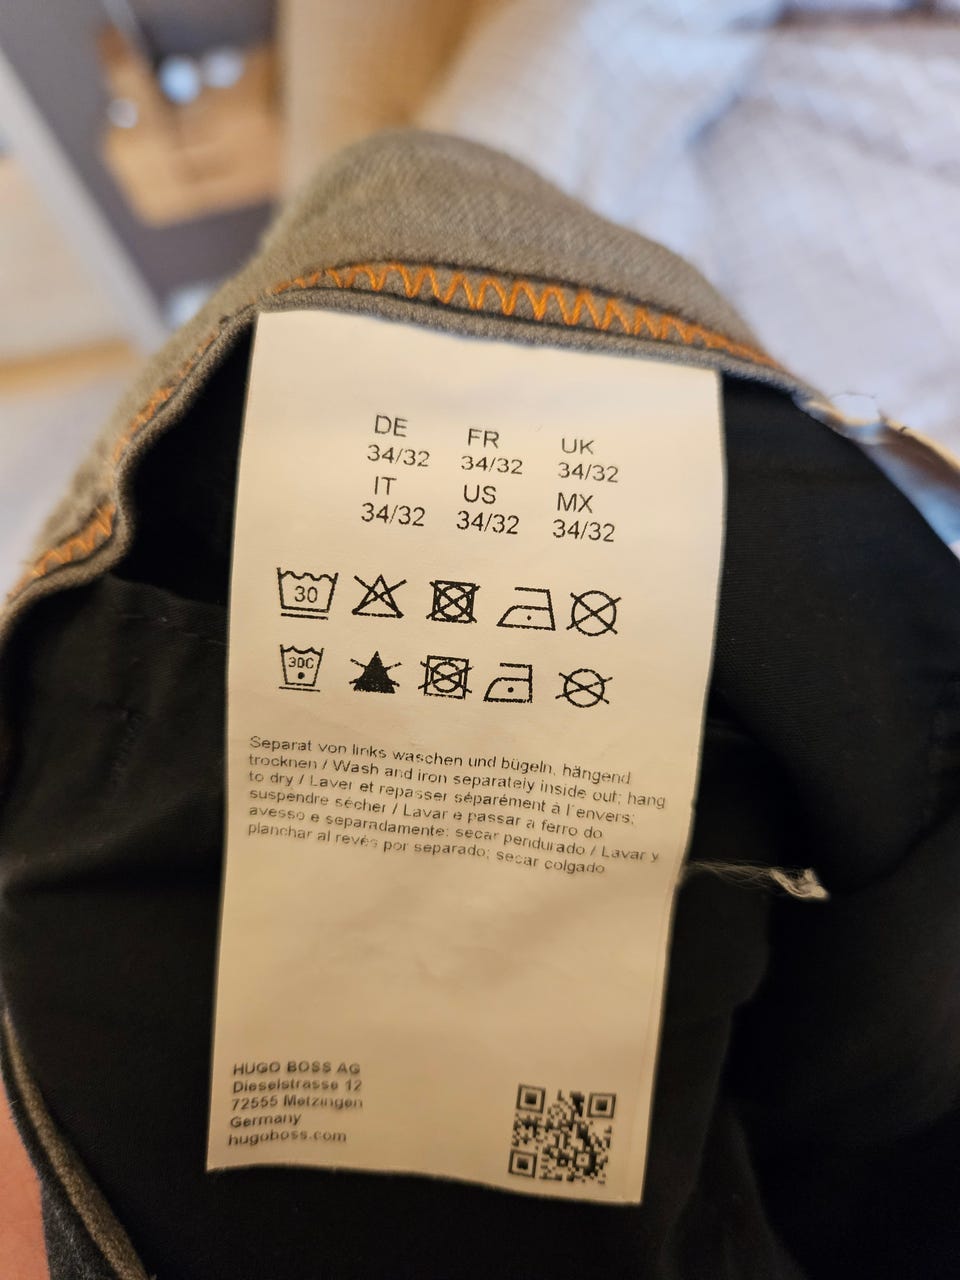 DE FR UK
34/32 34/32 34/32
IT US MX
34/32 34/32 34/32
30
30C
Separat von links waschen und bügeln, hängend
trocknen / Wash and iron separately inside out; hang
to dry / Laver et repasser séparément à l'envers;
suspendre sécher / Lavar e passar a ferro do
avesso e separadamente; secar pendurado / Lavar y
planchar al revés por separado; secar colgado
HUGO BOSS AG
Dieselstrasse 12
72555 Metzingen
Germany
hugoboss.com